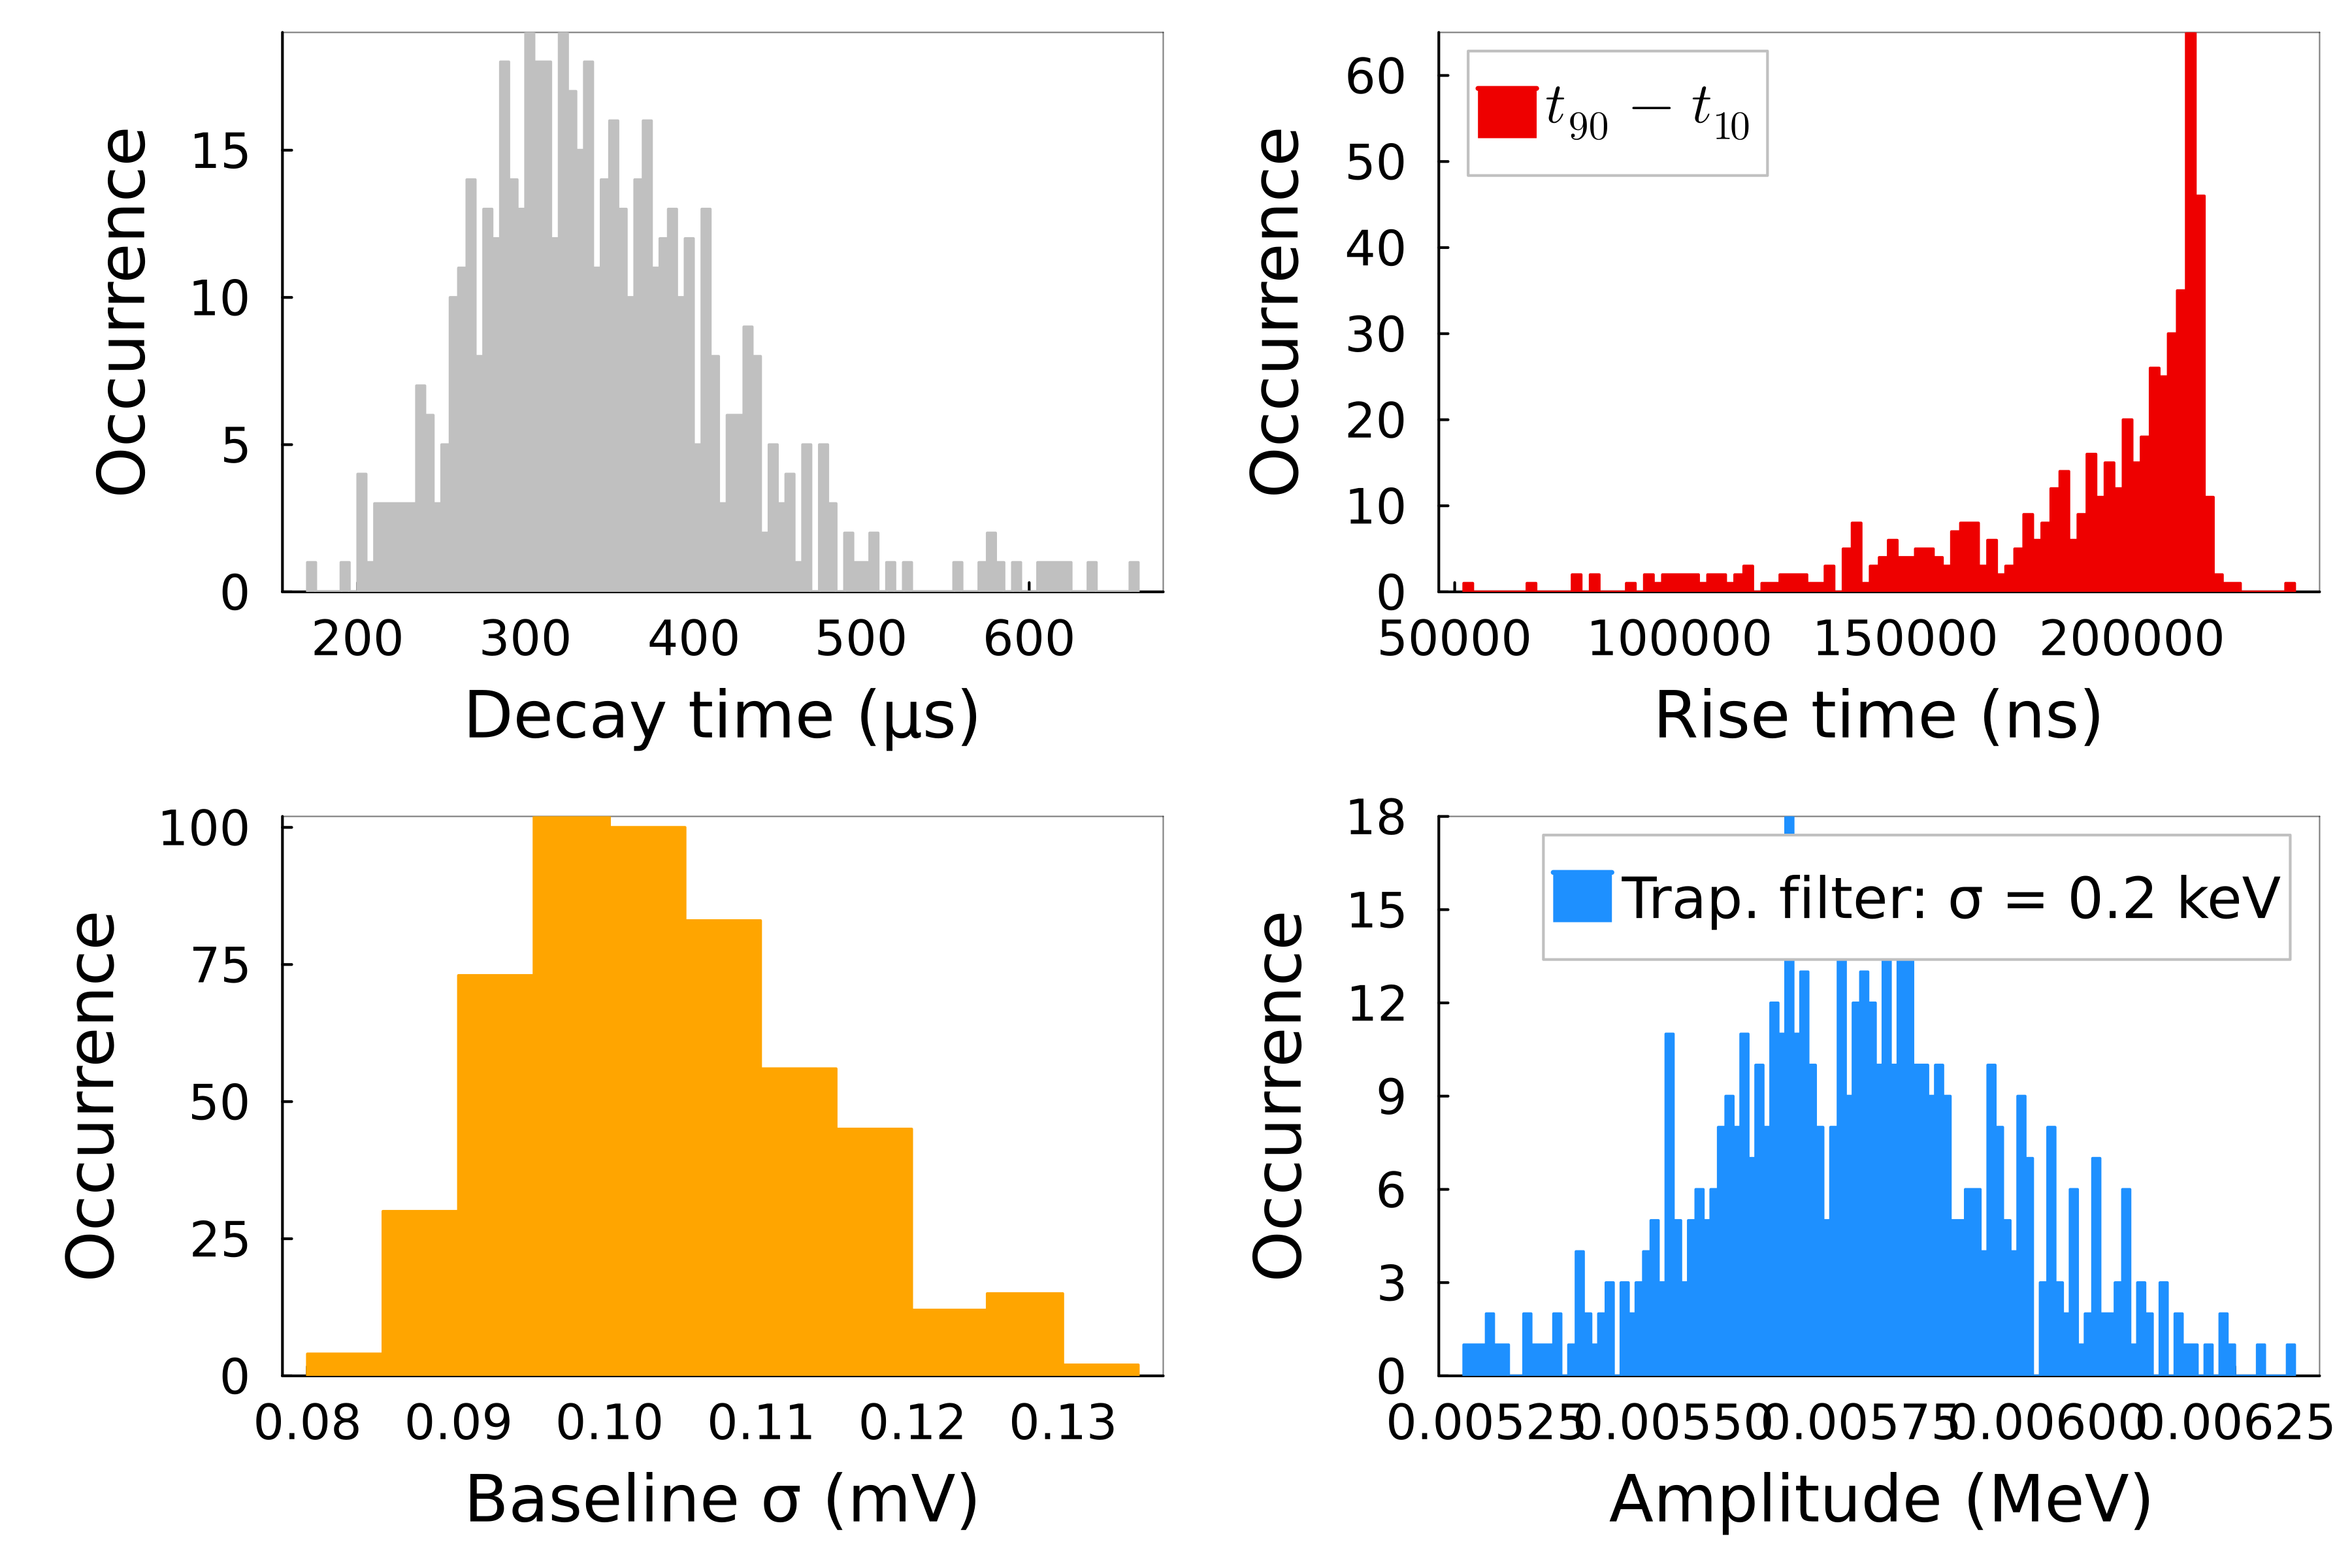 Occurrence
15
10
5
0
200 300 400 500 600
Decay time (µs)
Occurrence
60
50
40
30
20
10
0
t90 − t10
50000 100000 150000 200000
Rise time (ns)
Occurrence
100
75
50
25
0
0.08 0.09 0.10 0.11 0.12 0.13
Baseline σ (mV)
Occurrence
18
15
12
9
6
3
0
Trap. filter: σ = 0.2 keV
0.00525 0.00550 0.00575 0.00600 0.00625
Amplitude (MeV)